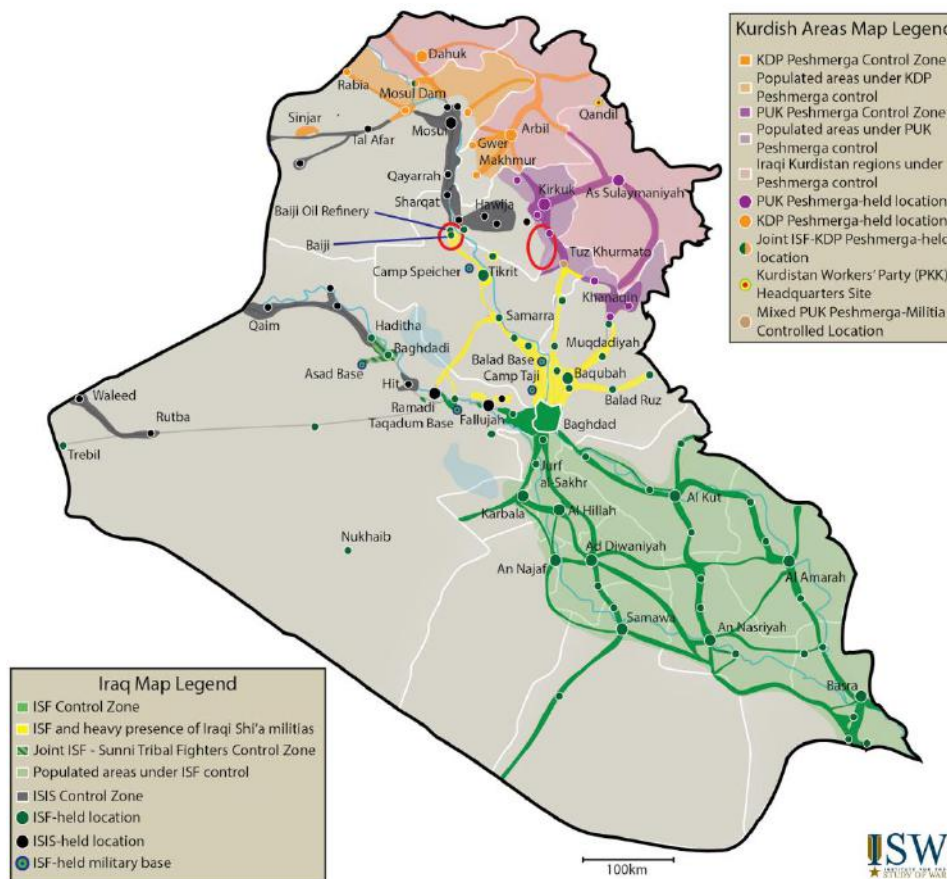 Kurdish Areas Map Legend
KDP Peshmerga Control Zone
Populated areas under KDP
Peshmerga control
PUK Peshmerga Control Zone
Populated areas under PUK
Peshmerga control
Iraqi Kurdistan regions under
Peshmerga control
PUK Peshmerga-held location
KDP Peshmerga-held location
Joint ISF-KDP Peshmerga-held
location
Kurdistan Workers' Party (PKK)
Headquarters Site
Mixed PUK Peshmerga-Militia
Controlled Location
Dahuk
Rabia
Mosul Dam
Qandil
Sinjar
Tal Afar
Mosul
Arbil
Gwer
Makhmur
Qayyarah
Kirkuk
As Sulaymaniyah
Sharqat
Hawija
Baiji Oil Refinery
Baiji
Tuz Khurmato
Camp Speicher
Tikrit
Khanaqin
Qaim
Samarra
Haditha
Baghdadi
Muqdadiyah
Balad Base
Asad Base
Camp Taji
Baqubah
Hit
Balad Ruz
Waleed
Ramadi
Rutba
Taqadum Base
Fallujah
Baghdad
Trebil
Jurf
al-Sakhr
Al Kut
Karbala
Al Hillah
Nukhaib
Ad Diwaniyah
An Najaf
Al Amarah
Samawa
An Nasriyah
Basra
Iraq Map Legend
ISF Control Zone
ISF and heavy presence of Iraqi Shi'a militias
Joint ISF - Sunni Tribal Fighters Control Zone
Populated areas under ISF control
ISIS Control Zone
ISF-held location
ISIS-held location
ISF-held military base
100km
ISW
INSTITUTE FOR THE
STUDY OF WAR